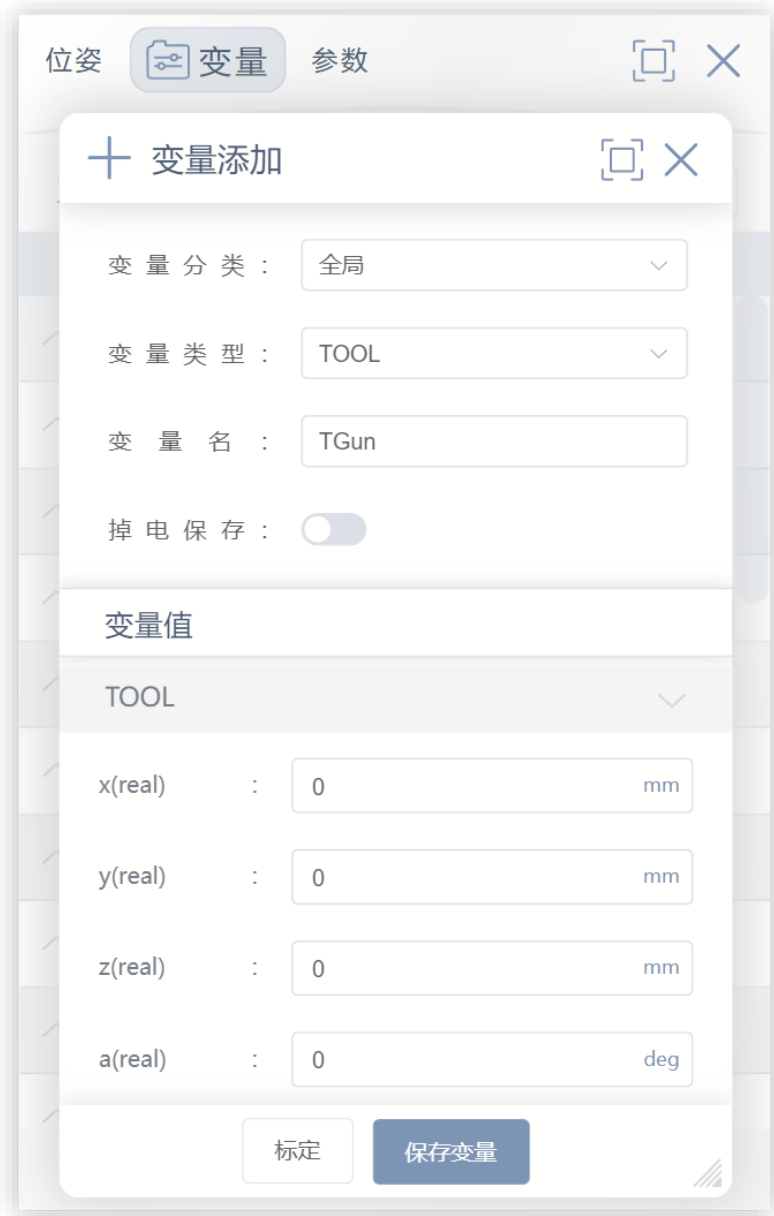 位姿 变量 参数
变量添加
变量分类： 全局
变量类型： TOOL
变量名： TGun
掉电保存：
变量值
TOOL
x(real) : 0 mm
y(real) : 0 mm
z(real) : 0 mm
a(real) : 0 deg
标定 保存变量